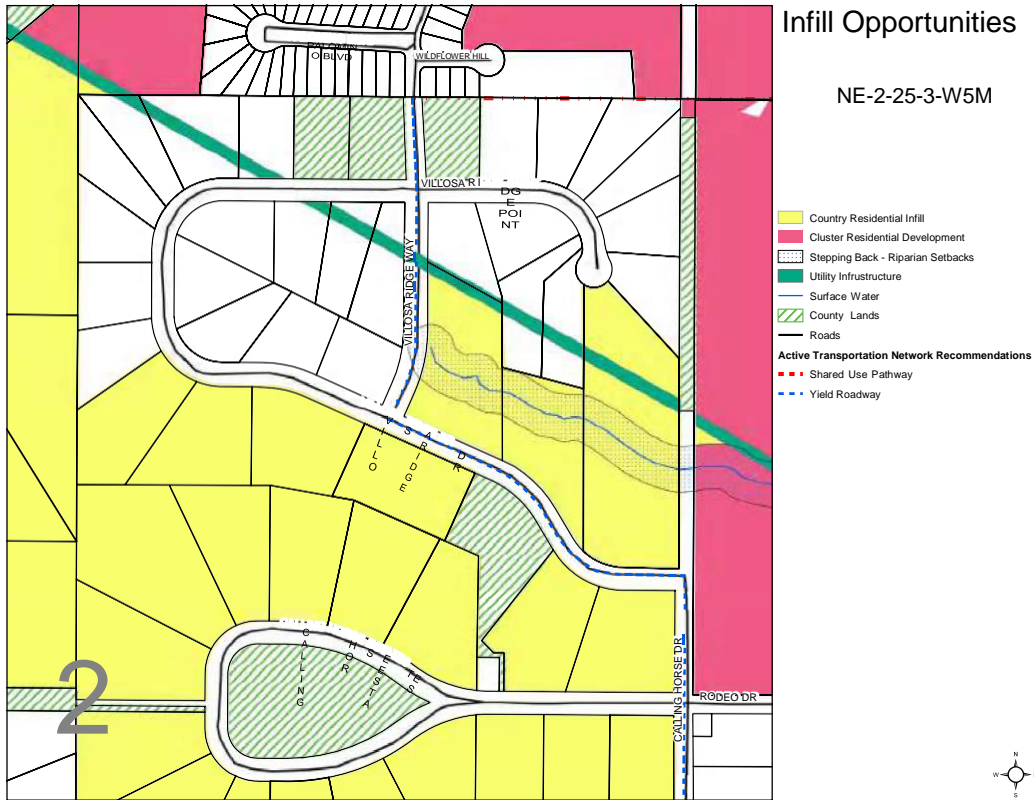 Infill Opportunities
NE-2-25-3-W5M
WILDFLOWER HILL
O BLVD
VILLOSA RI
DG
E
POI
NT
VILLOSA RIDGE WAY
VILLO
SA
RIDGE
DR
CALLING
HOR
SE
ESTA
TES
CALLING HORSE DR
RODEO DR
2
Country Residential Infill
Cluster Residential Development
Stepping Back - Riparian Setbacks
Utility Infrustructure
Surface Water
County Lands
Roads
Active Transportation Network Recommendations
Shared Use Pathway
Yield Roadway
N
W
E
S